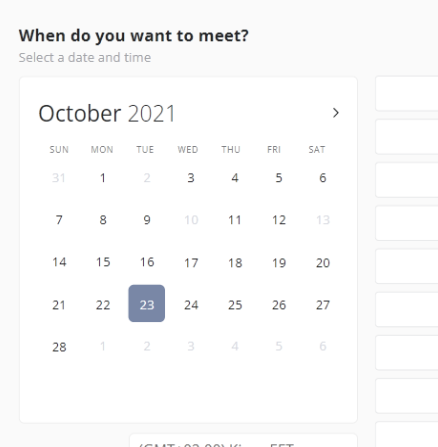 When do you want to meet?
Select a date and time
October 2021
SUN MON TUE WED THU FRI SAT
31 1 2 3 4 5 6
7 8 9 10 11 12 13
14 15 16 17 18 19 20
21 22 23 24 25 26 27
28 1 2 3 4 5 6